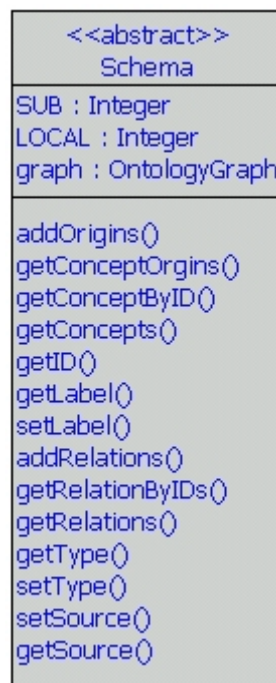 <<abstract>>
Schema
SUB : Integer
LOCAL : Integer
graph : OntologyGraph
addOrigins()
getConceptOrgins()
getConceptByID()
getConcepts()
getID()
getLabel()
setLabel()
addRelations()
getRelationByIDs()
getRelations()
getType()
setType()
setSource()
getSource()